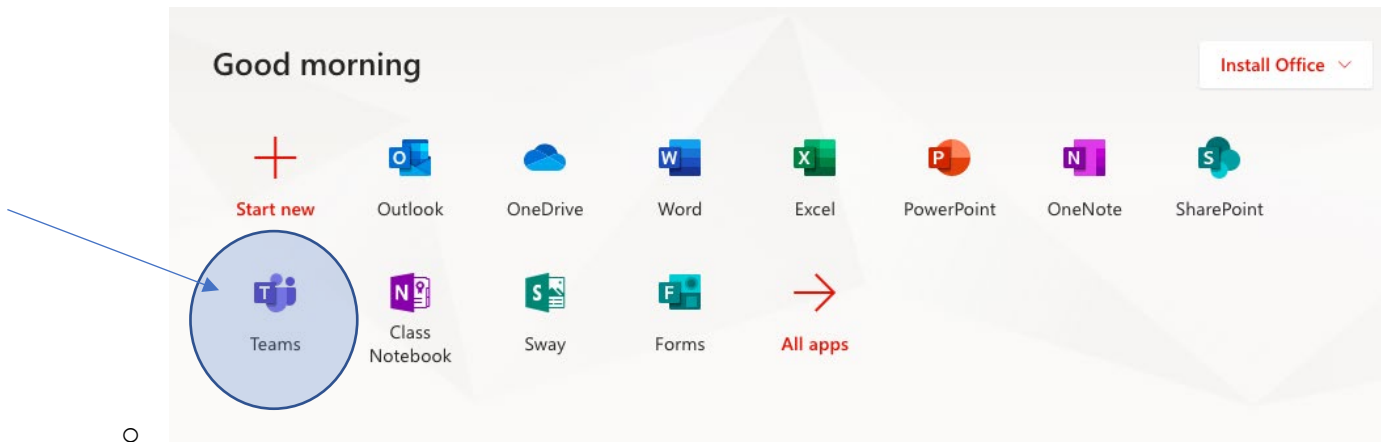 Good morning
Install Office
Start new
Outlook
OneDrive
Word
Excel
PowerPoint
OneNote
SharePoint
Teams
Class
Notebook
Sway
Forms
All apps